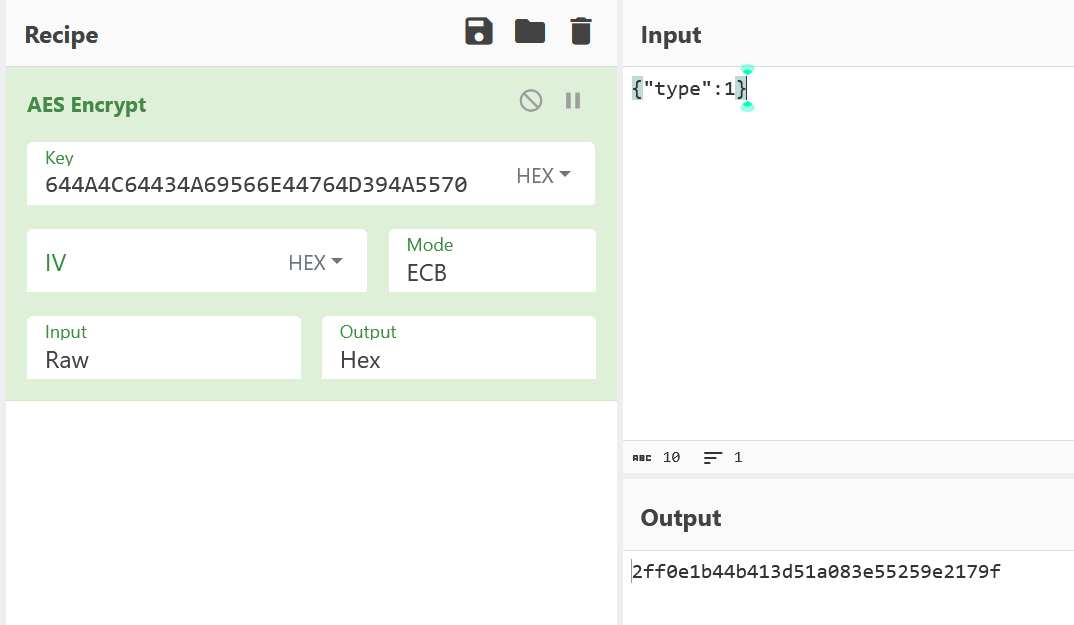 Recipe
AES Encrypt
Key
644A4C64434A69566E44764D394A5570
HEX
IV
HEX
Mode
ECB
Input
Raw
Output
Hex
Input
{"type":1}
ABC 10
1
Output
2ff0e1b44b413d51a083e55259e2179f